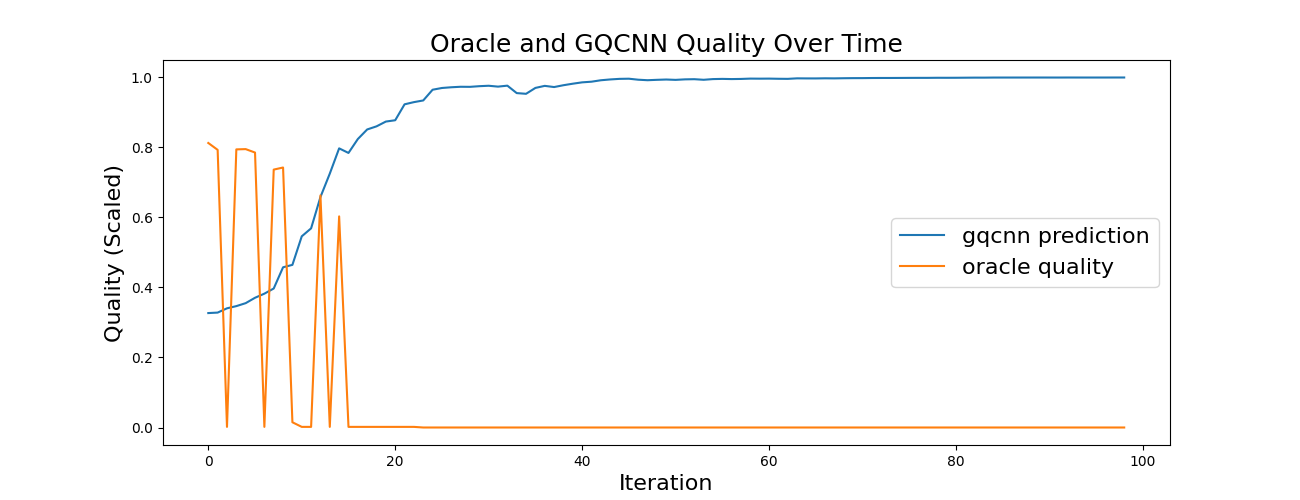 Oracle and GQCNN Quality Over Time
Quality (Scaled)
1.0
0.8
0.6
0.4
0.2
0.0
gqcnn prediction
oracle quality
0 20 40 60 80 100
Iteration